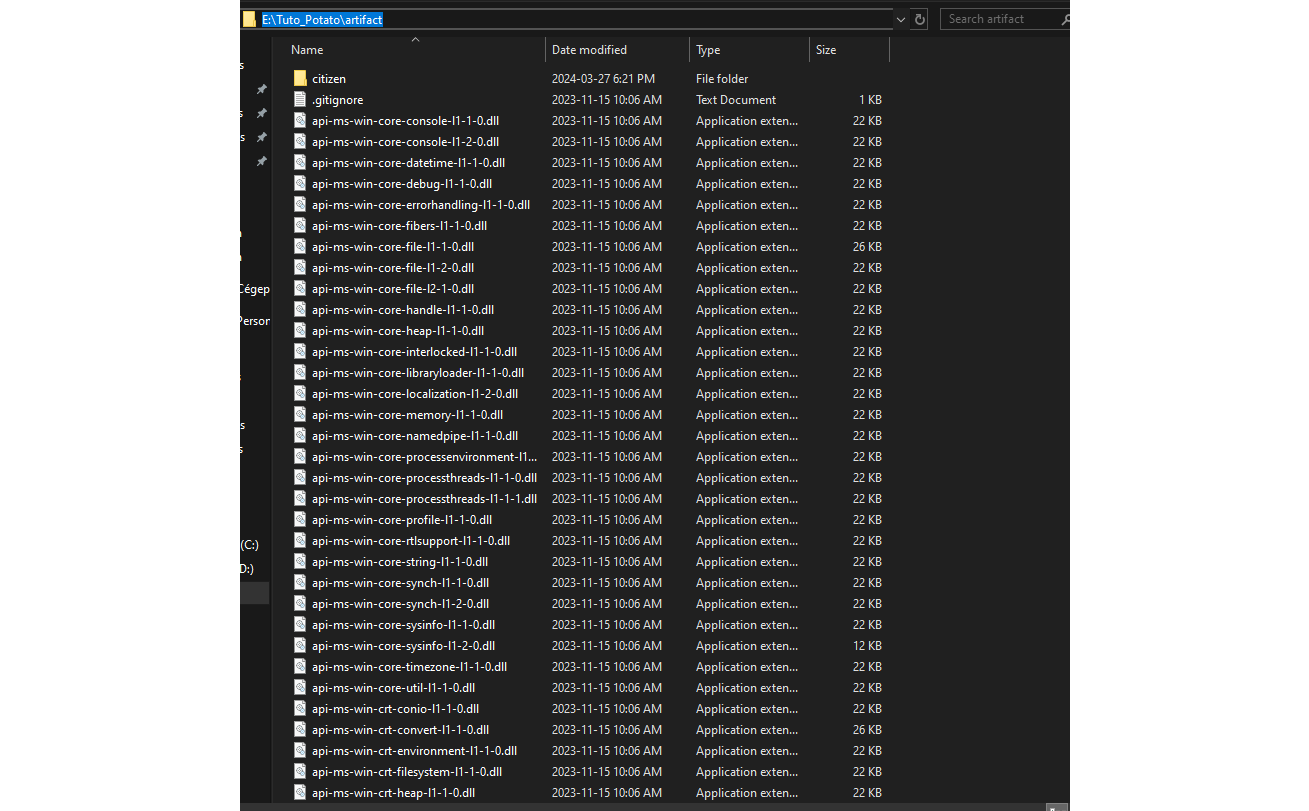 E:\Tuto_Potato\artifact Search artifact
Name Date modified Type Size
citizen 2024-03-27 6:21 PM File folder
.gitignore 2023-11-15 10:06 AM Text Document 1 KB
api-ms-win-core-console-l1-1-0.dll 2023-11-15 10:06 AM Application exten... 22 KB
api-ms-win-core-console-l1-2-0.dll 2023-11-15 10:06 AM Application exten... 22 KB
api-ms-win-core-datetime-l1-1-0.dll 2023-11-15 10:06 AM Application exten... 22 KB
api-ms-win-core-debug-l1-1-0.dll 2023-11-15 10:06 AM Application exten... 22 KB
api-ms-win-core-errorhandling-l1-1-0.dll 2023-11-15 10:06 AM Application exten... 22 KB
api-ms-win-core-fibers-l1-1-0.dll 2023-11-15 10:06 AM Application exten... 22 KB
api-ms-win-core-file-l1-1-0.dll 2023-11-15 10:06 AM Application exten... 26 KB
api-ms-win-core-file-l1-2-0.dll 2023-11-15 10:06 AM Application exten... 22 KB
api-ms-win-core-file-l2-1-0.dll 2023-11-15 10:06 AM Application exten... 22 KB
Cégep
api-ms-win-core-handle-l1-1-0.dll 2023-11-15 10:06 AM Application exten... 22 KB
Person
api-ms-win-core-heap-l1-1-0.dll 2023-11-15 10:06 AM Application exten... 22 KB
api-ms-win-core-interlocked-l1-1-0.dll 2023-11-15 10:06 AM Application exten... 22 KB
api-ms-win-core-libraryloader-l1-1-0.dll 2023-11-15 10:06 AM Application exten... 22 KB
api-ms-win-core-localization-l1-2-0.dll 2023-11-15 10:06 AM Application exten... 22 KB
api-ms-win-core-memory-l1-1-0.dll 2023-11-15 10:06 AM Application exten... 22 KB
api-ms-win-core-namedpipe-l1-1-0.dll 2023-11-15 10:06 AM Application exten... 22 KB
api-ms-win-core-processenvironment-l1... 2023-11-15 10:06 AM Application exten... 22 KB
api-ms-win-core-processthreads-l1-1-0.dll 2023-11-15 10:06 AM Application exten... 22 KB
api-ms-win-core-processthreads-l1-1-1.dll 2023-11-15 10:06 AM Application exten... 22 KB
api-ms-win-core-profile-l1-1-0.dll 2023-11-15 10:06 AM Application exten... 22 KB
api-ms-win-core-rtlsupport-l1-1-0.dll 2023-11-15 10:06 AM Application exten... 22 KB
(C:)
api-ms-win-core-string-l1-1-0.dll 2023-11-15 10:06 AM Application exten... 22 KB
D:)
api-ms-win-core-synch-l1-1-0.dll 2023-11-15 10:06 AM Application exten... 22 KB
api-ms-win-core-synch-l1-2-0.dll 2023-11-15 10:06 AM Application exten... 22 KB
api-ms-win-core-sysinfo-l1-1-0.dll 2023-11-15 10:06 AM Application exten... 22 KB
api-ms-win-core-sysinfo-l1-2-0.dll 2023-11-15 10:06 AM Application exten... 12 KB
api-ms-win-core-timezone-l1-1-0.dll 2023-11-15 10:06 AM Application exten... 22 KB
api-ms-win-core-util-l1-1-0.dll 2023-11-15 10:06 AM Application exten... 22 KB
api-ms-win-crt-conio-l1-1-0.dll 2023-11-15 10:06 AM Application exten... 22 KB
api-ms-win-crt-convert-l1-1-0.dll 2023-11-15 10:06 AM Application exten... 26 KB
api-ms-win-crt-environment-l1-1-0.dll 2023-11-15 10:06 AM Application exten... 22 KB
api-ms-win-crt-filesystem-l1-1-0.dll 2023-11-15 10:06 AM Application exten... 22 KB
api-ms-win-crt-heap-l1-1-0.dll 2023-11-15 10:06 AM Application exten... 22 KB